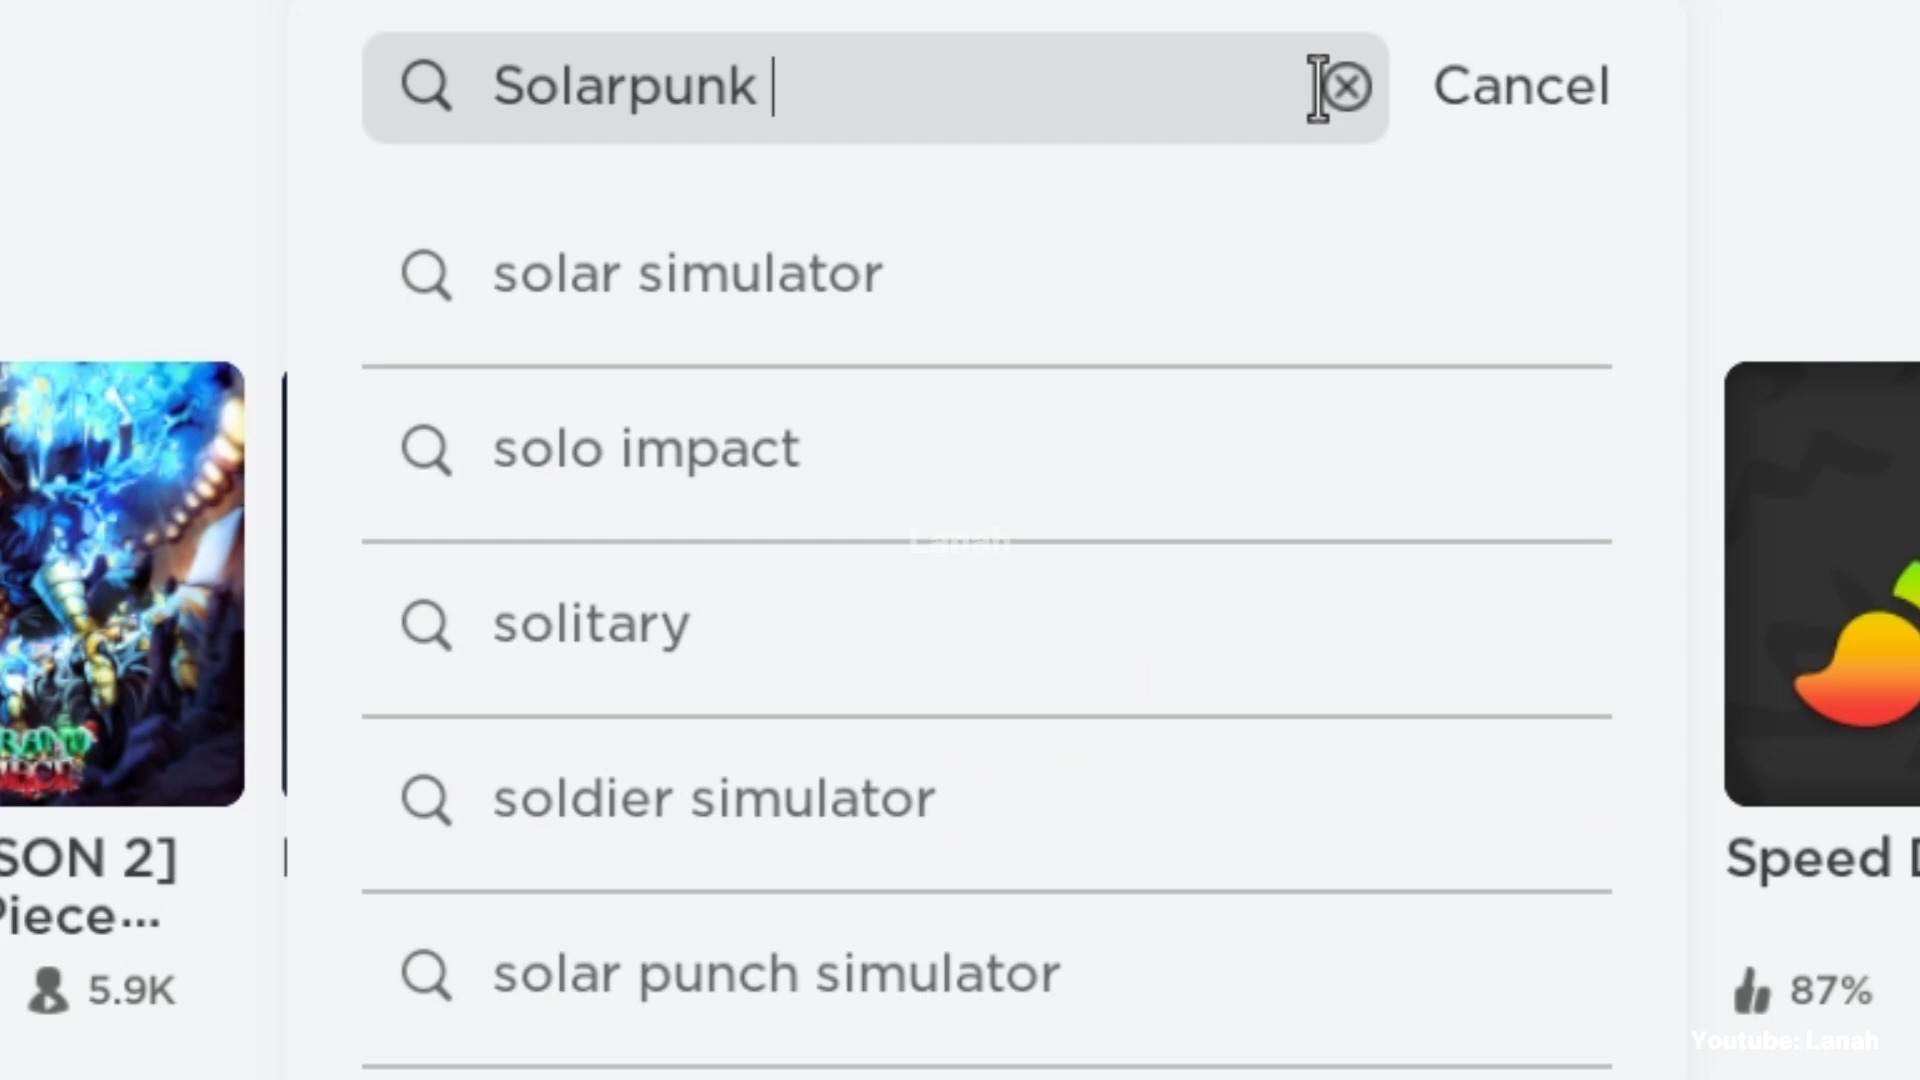 Solarpunk
Cancel
solar simulator
solo impact
Lanah
solitary
soldier simulator
solar punch simulator
SON 2]
Piece...
5.9K
Speed
87%
Youtube: Lanah